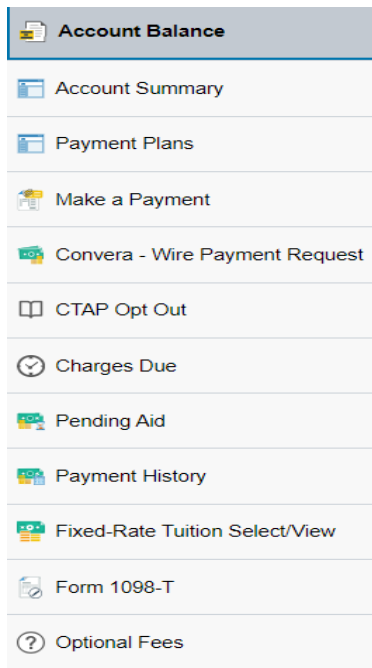 Account Balance
Account Summary
Payment Plans
Make a Payment
Convera - Wire Payment Request
CTAP Opt Out
Charges Due
Pending Aid
Payment History
Fixed-Rate Tuition Select/View
Form 1098-T
Optional Fees